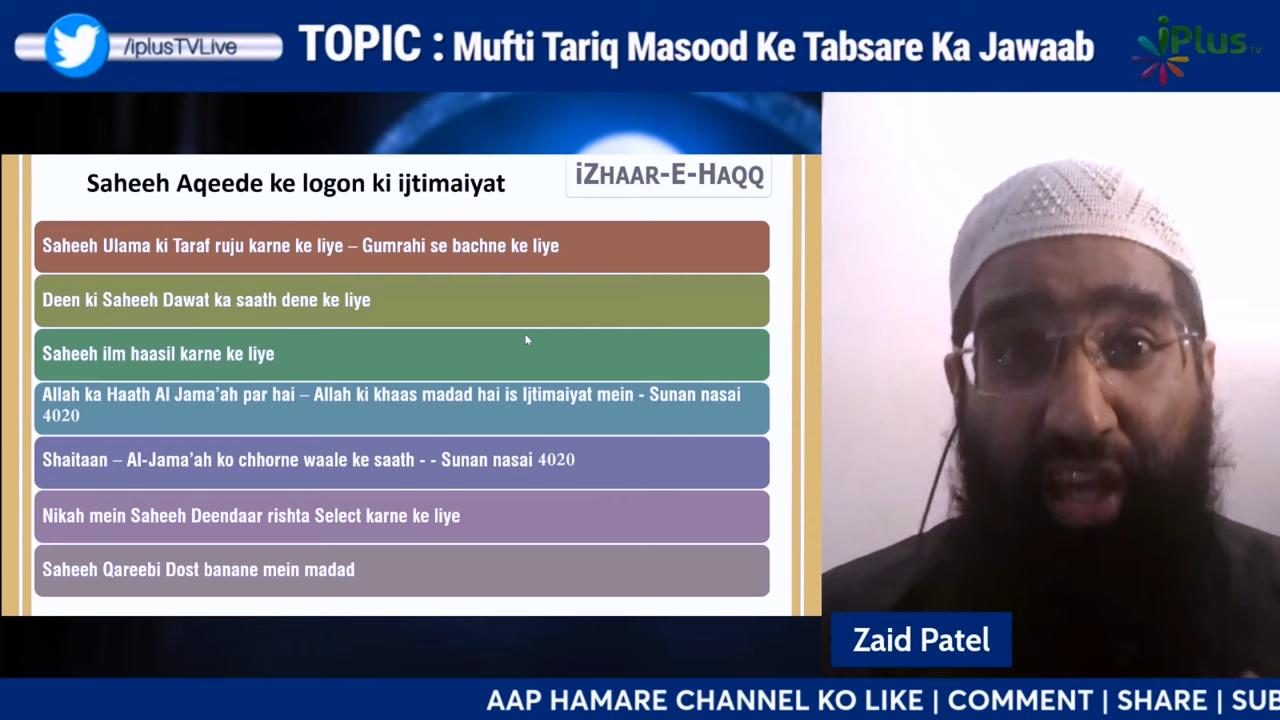 /iplusTVLive
TOPIC : Mufti Tariq Masood Ke Tabsare Ka Jawaab
iPlus tv
Saheeh Aqeede ke logon ki ijtimaiyat
iZHAAR-E-HAQQ
Saheeh Ulama ki Taraf ruju karne ke liye – Gumrahi se bachne ke liye
Deen ki Saheeh Dawat ka saath dene ke liye
Saheeh ilm haasil karne ke liye
Allah ka Haath Al Jama’ah par hai – Allah ki khaas madad hai is Ijtimaiyat mein - Sunan nasai
4020
Shaitaan – Al-Jama’ah ko chhorne waale ke saath - - Sunan nasai 4020
Nikah mein Saheeh Deendaar rishta Select karne ke liye
Saheeh Qareebi Dost banane mein madad
Zaid Patel
AAP HAMARE CHANNEL KO LIKE | COMMENT | SHARE | SUB